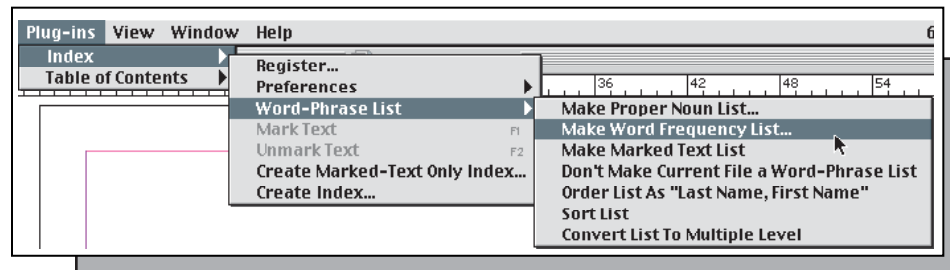 Plug-ins View Window Help 6
Index
Table of Contents
Register...
Preferences
Word-Phrase List
Mark Text F1
Unmark Text F2
Create Marked-Text Only Index...
Create Index...
36 42 48 54
Make Proper Noun List...
Make Word Frequency List...
Make Marked Text List
Don't Make Current File a Word-Phrase List
Order List As "Last Name, First Name"
Sort List
Convert List To Multiple Level